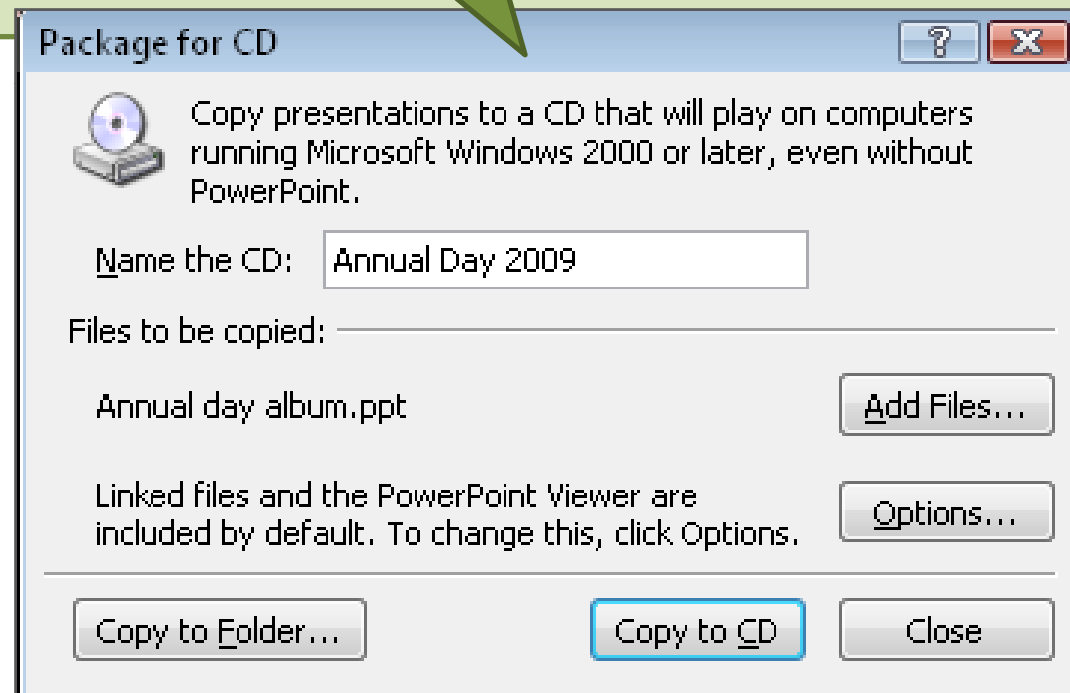 Package for CD
Copy presentations to a CD that will play on computers
running Microsoft Windows 2000 or later, even without
PowerPoint.
Name the CD: Annual Day 2009
Files to be copied:
Annual day album.ppt
Add Files...
Linked files and the PowerPoint Viewer are
included by default. To change this, click Options.
Options...
Copy to Folder... Copy to CD Close